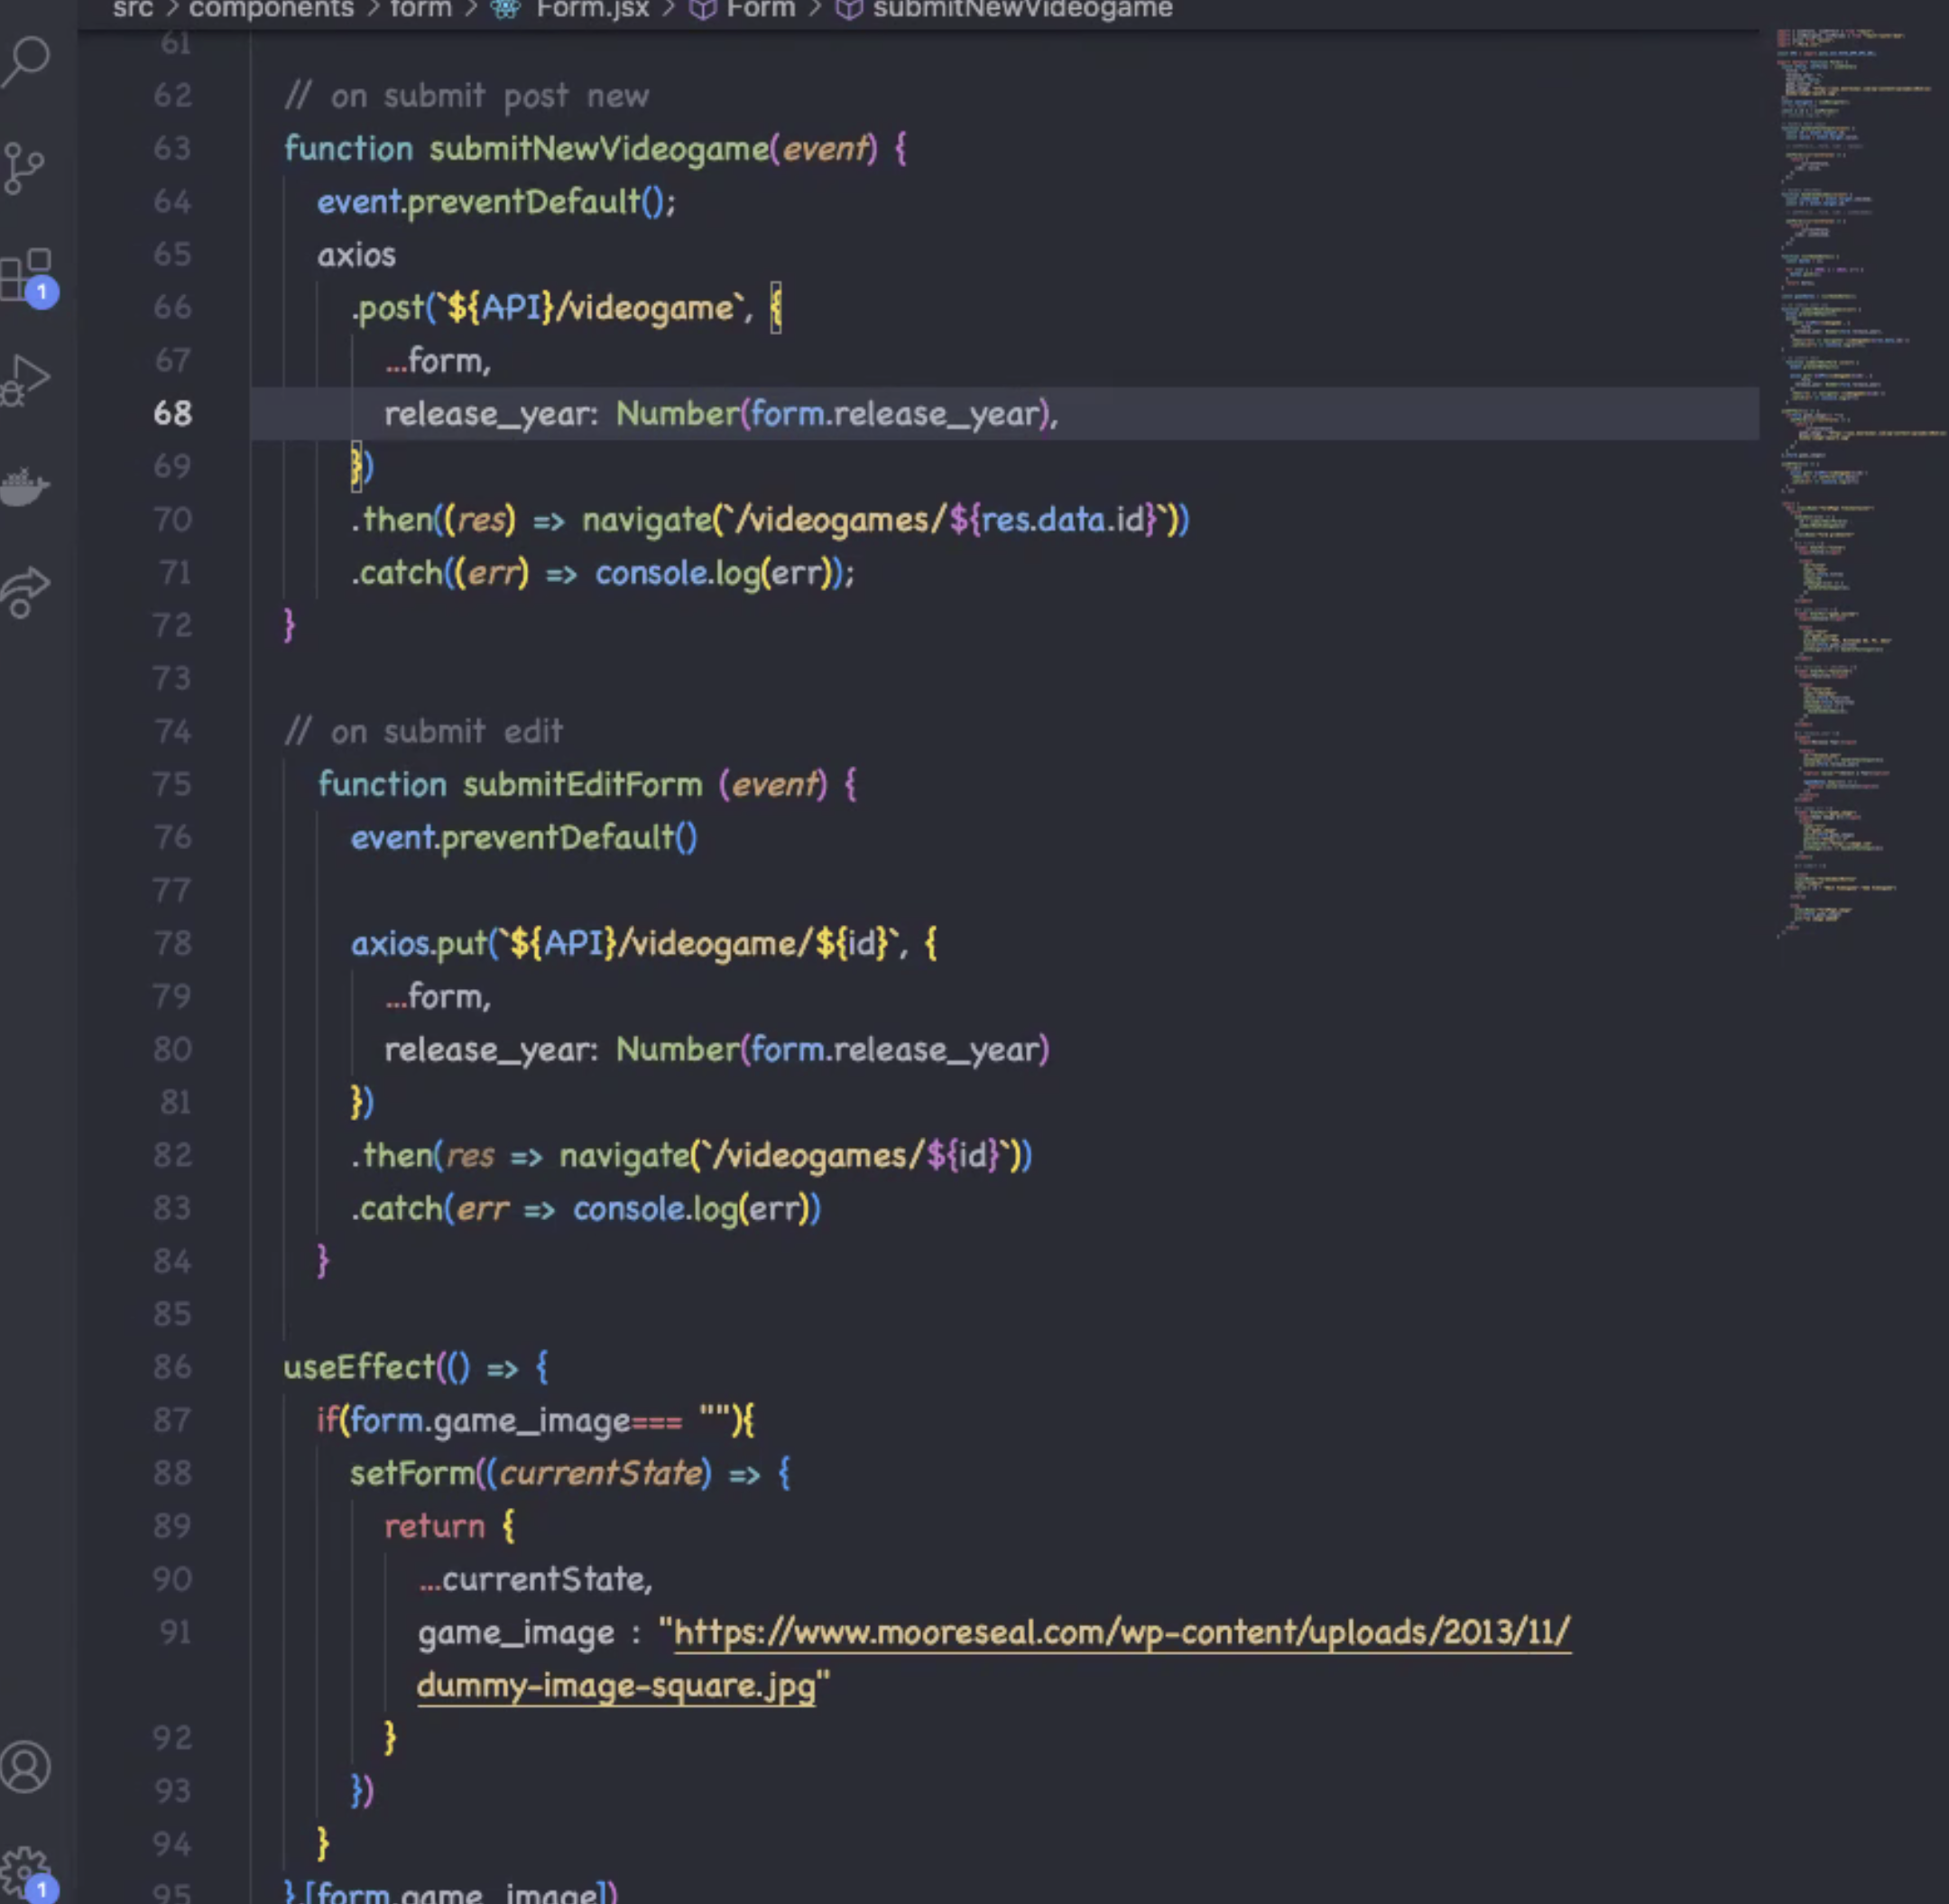 src > components > form > Form.jsx > Form > submitNewVideogame
61
62 // on submit post new
63 function submitNewVideogame(event) {
64 event.preventDefault();
65 axios
66 .post(`${API}/videogame`, {
67 ...form,
68 release_year: Number(form.release_year),
69 })
70 .then((res) => navigate(`/videogames/${res.data.id}`))
71 .catch((err) => console.log(err));
72 }
73
74 // on submit edit
75 function submitEditForm (event) {
76 event.preventDefault()
77
78 axios.put(`${API}/videogame/${id}`, {
79 ...form,
80 release_year: Number(form.release_year)
81 })
82 .then(res => navigate(`/videogames/${id}`))
83 .catch(err => console.log(err))
84 }
85
86 useEffect(() => {
87 if(form.game_image=== ""){
88 setForm((currentState) => {
89 return {
90 ...currentState,
91 game_image : "https://www.mooreseal.com/wp-content/uploads/2013/11/
dummy-image-square.jpg"
92 }
93 })
94 }
95 },[form.game_image])
1
1